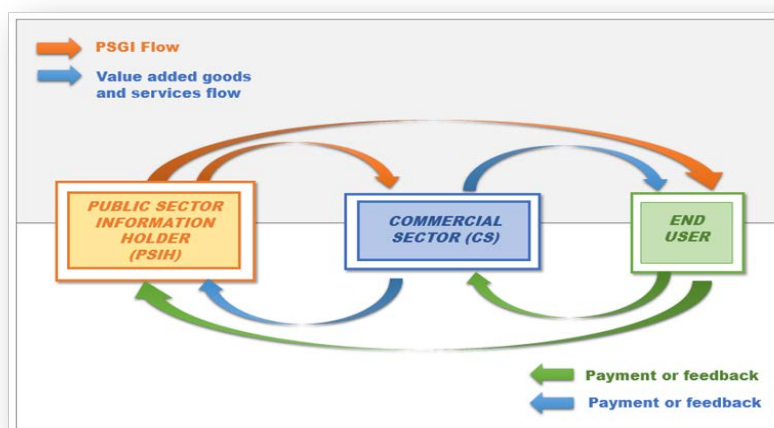 PSGI Flow
Value added goods
and services flow
PUBLIC SECTOR
INFORMATION
HOLDER
(PSIH)
COMMERCIAL
SECTOR (CS)
END
USER
Payment or feedback
Payment or feedback